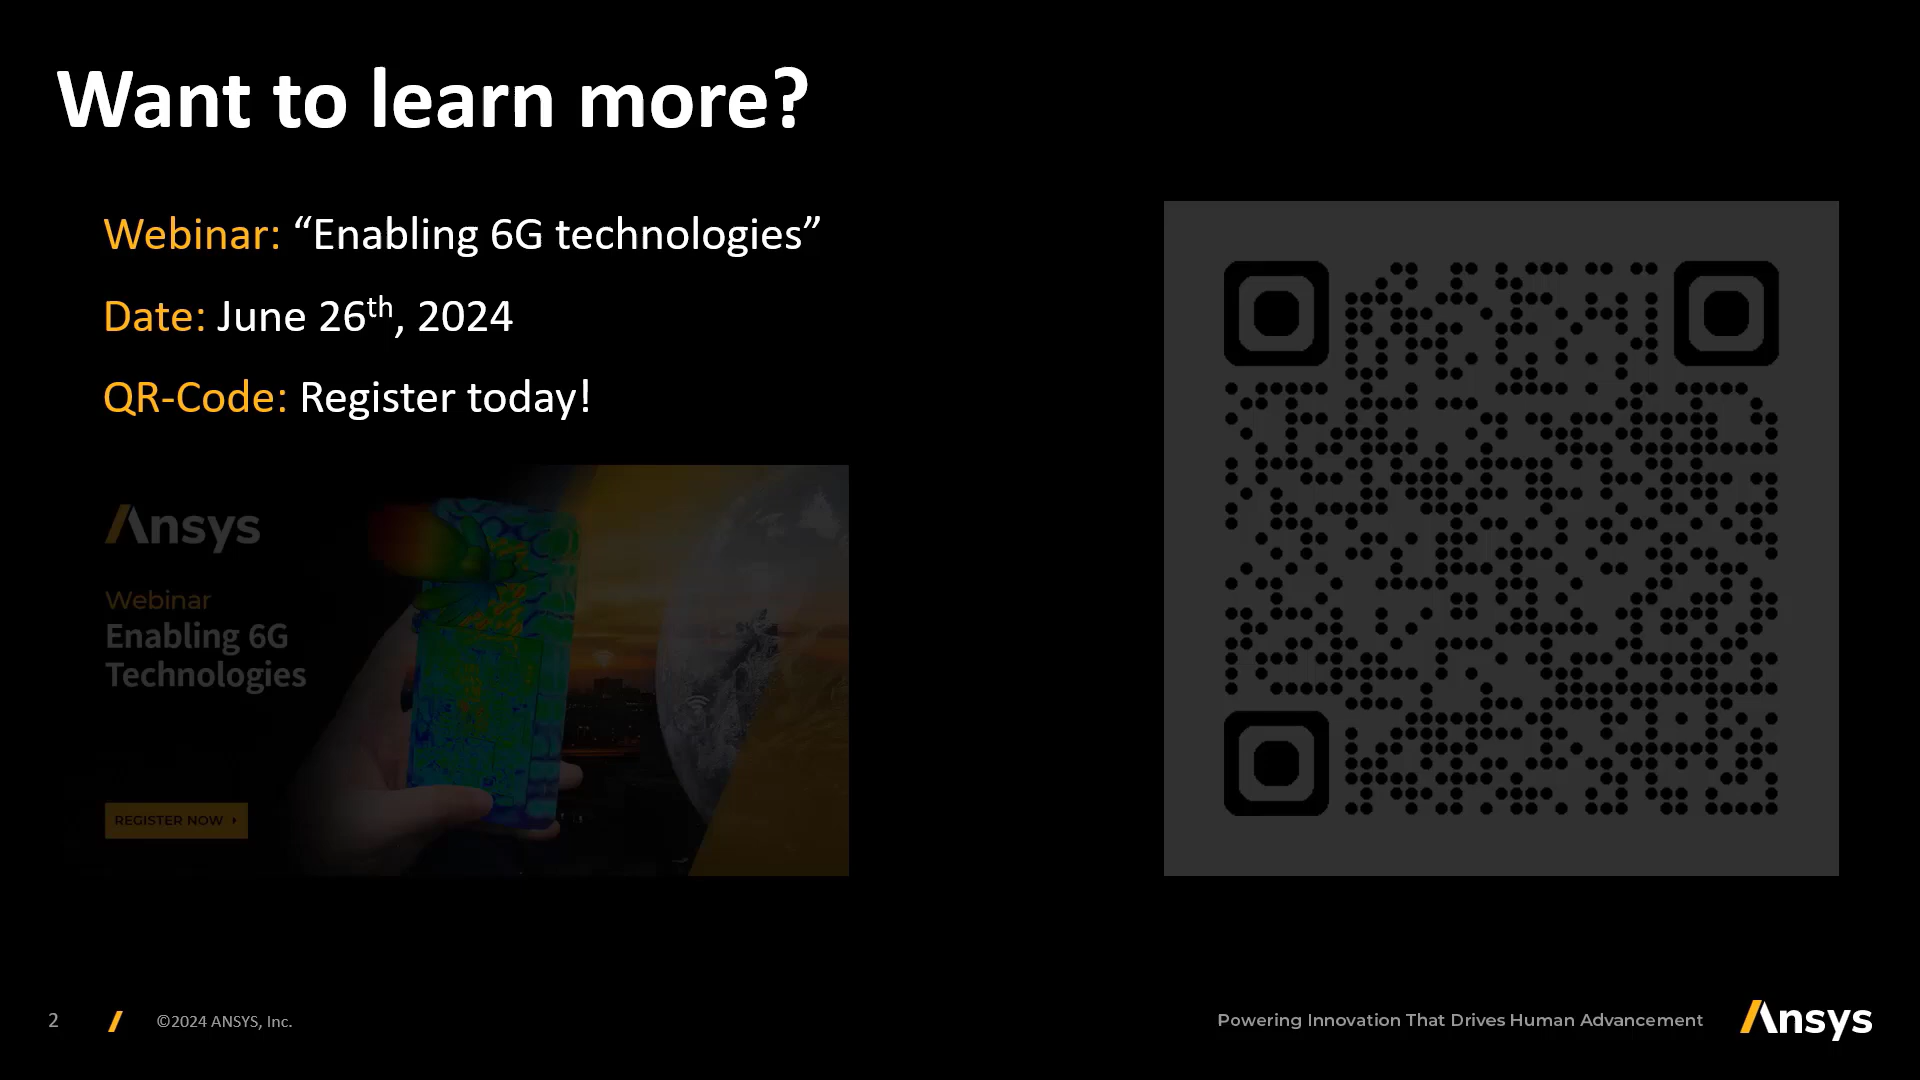 Want to learn more?
Webinar: “Enabling 6G technologies”
Date: June 26th, 2024
QR-Code: Register today!
Ansys
Webinar
Enabling 6G
Technologies
REGISTER NOW
2
©2024 ANSYS, Inc.
Powering Innovation That Drives Human Advancement
Ansys